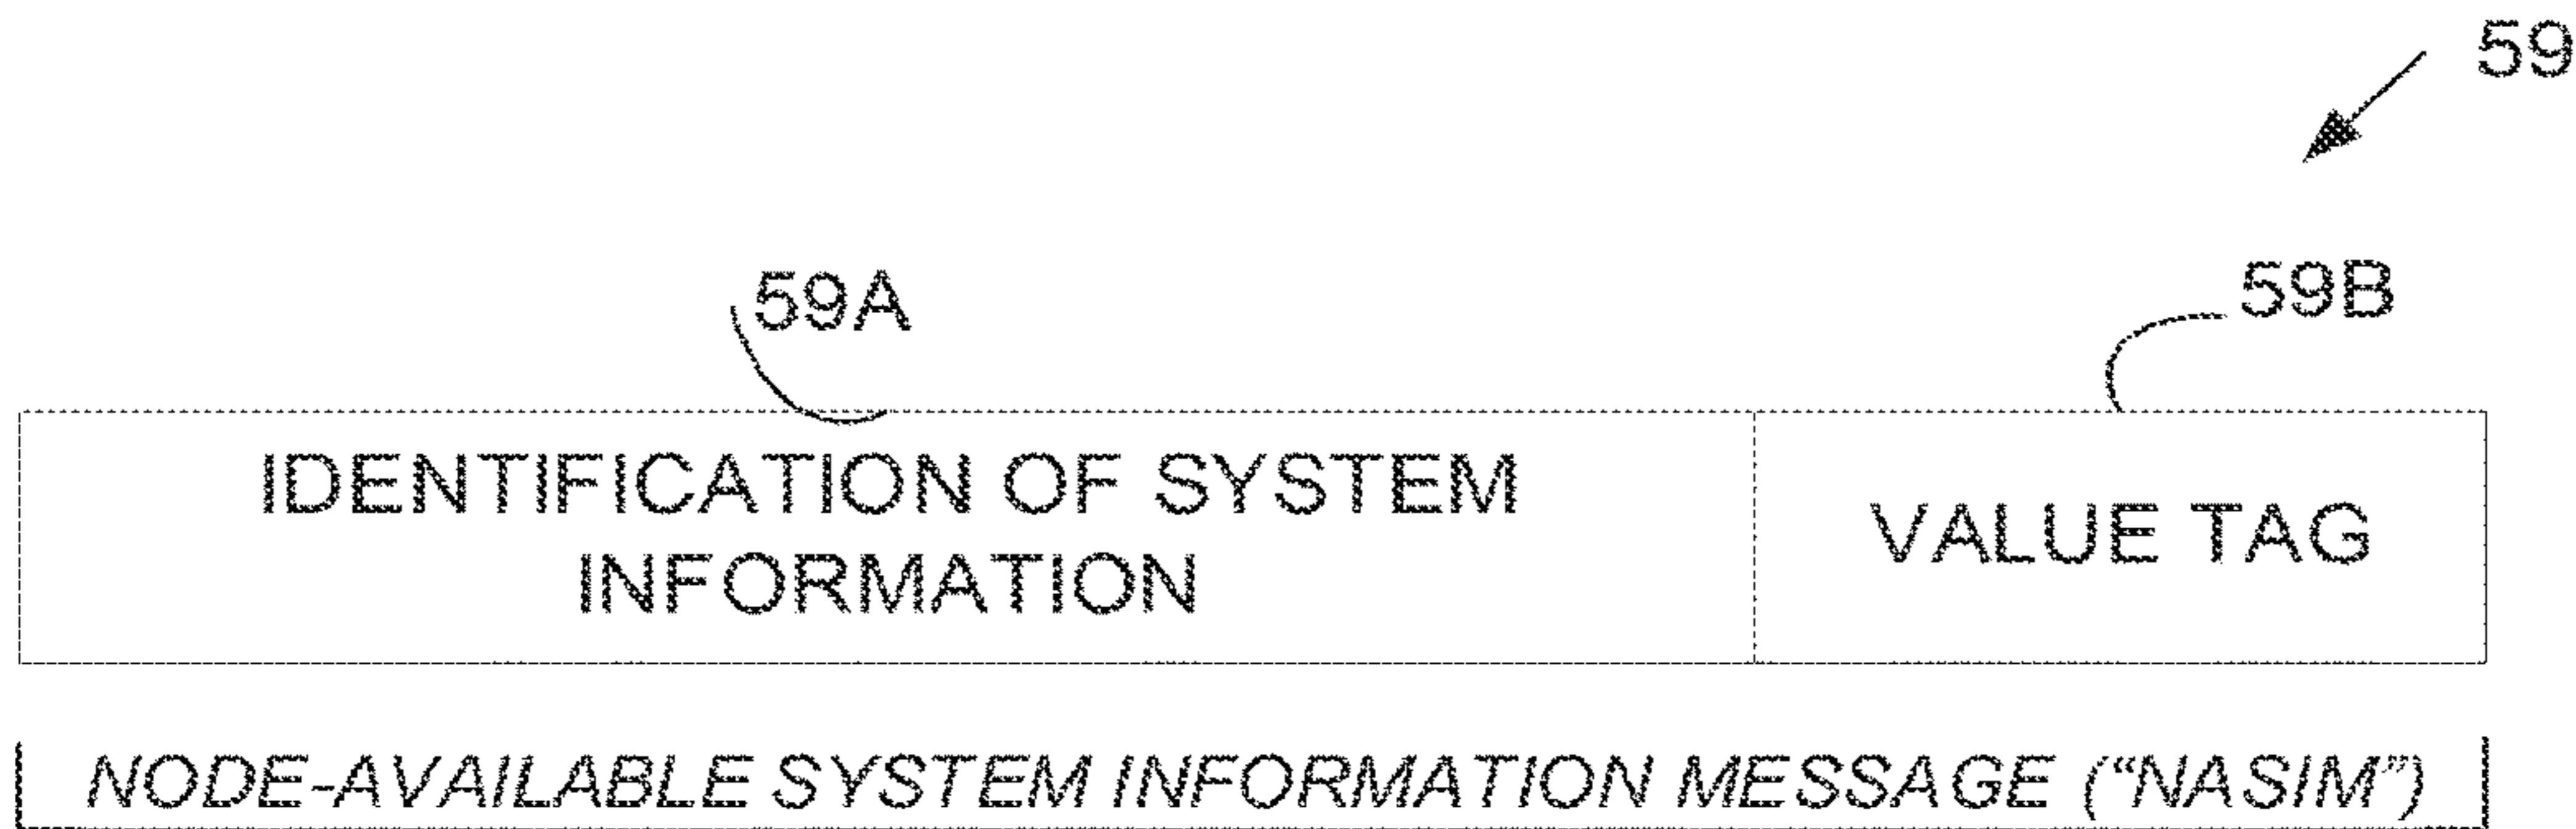 59
59A
59B
IDENTIFICATION OF SYSTEM
INFORMATION
VALUE TAG
NODE-AVAILABLE SYSTEM INFORMATION MESSAGE (“NASIM”)